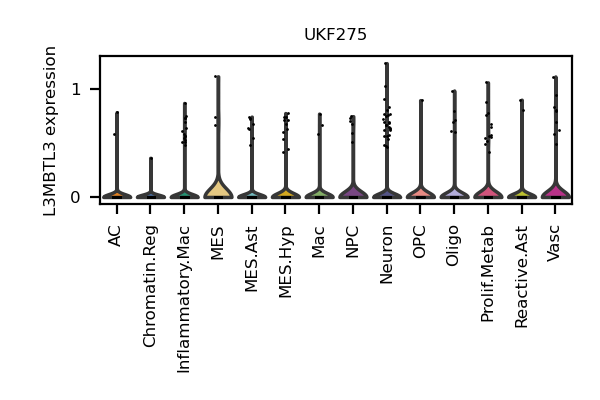 UKF275
L3MBTL3 expression
1
0
AC
Chromatin.Reg
Inflammatory.Mac
MES
MES.Ast
MES.Hyp
Mac
NPC
Neuron
OPC
Oligo
Prolif.Metab
Reactive.Ast
Vasc